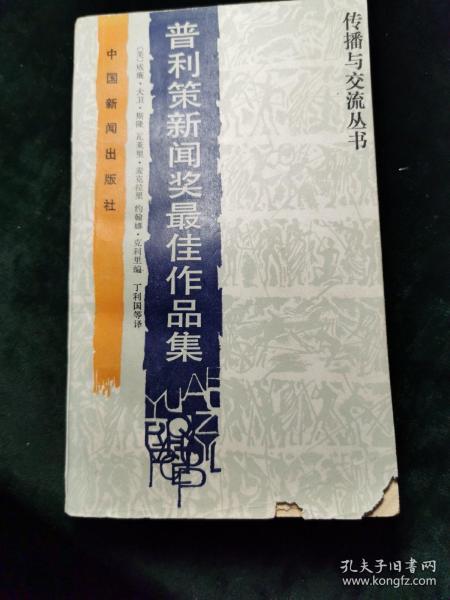 传播与交流丛书
普利策新闻奖最佳作品集
〔美〕威廉·大卫·斯隆 瓦莱里·麦克拉里 约翰娜·克利里编
丁利国等译
中国新闻出版社
孔夫子旧书网
www.kongfz.com